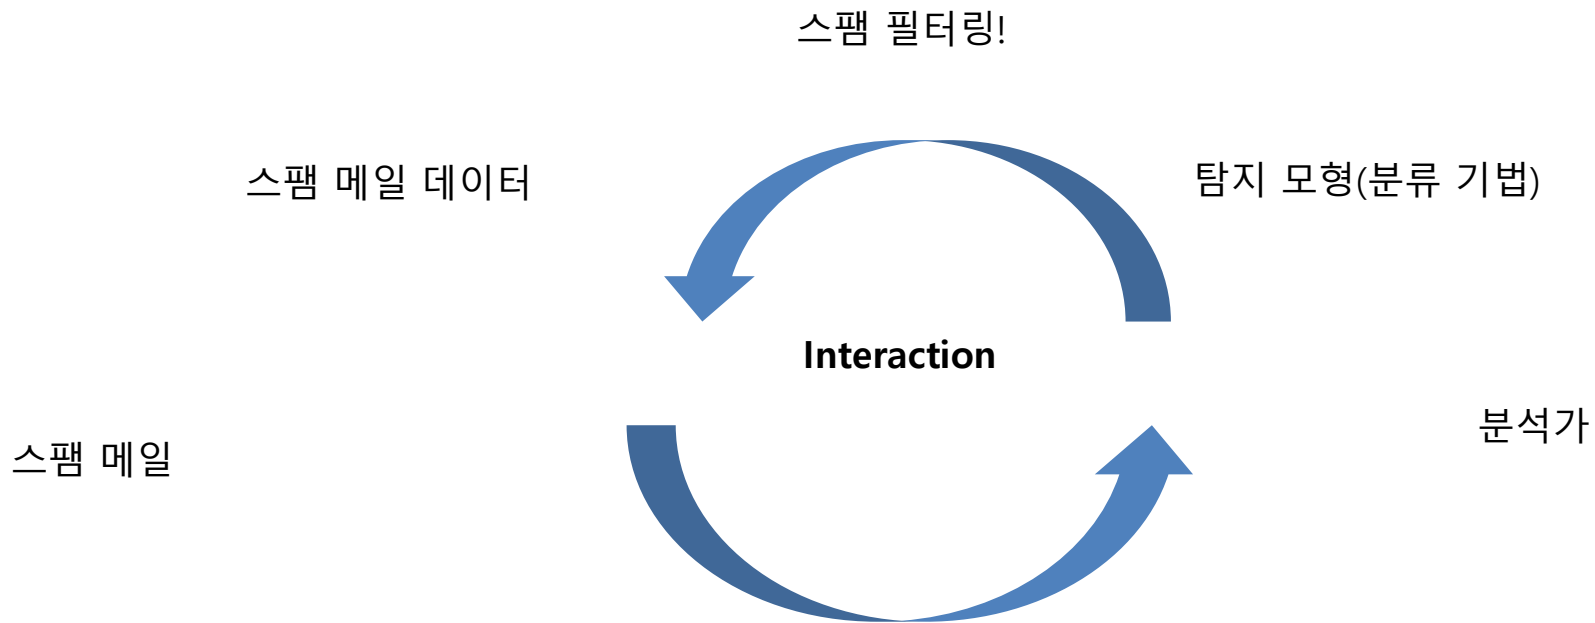 스팸 필터링!
스팸 메일 데이터
탐지 모형(분류 기법)
Interaction
분석가
스팸 메일